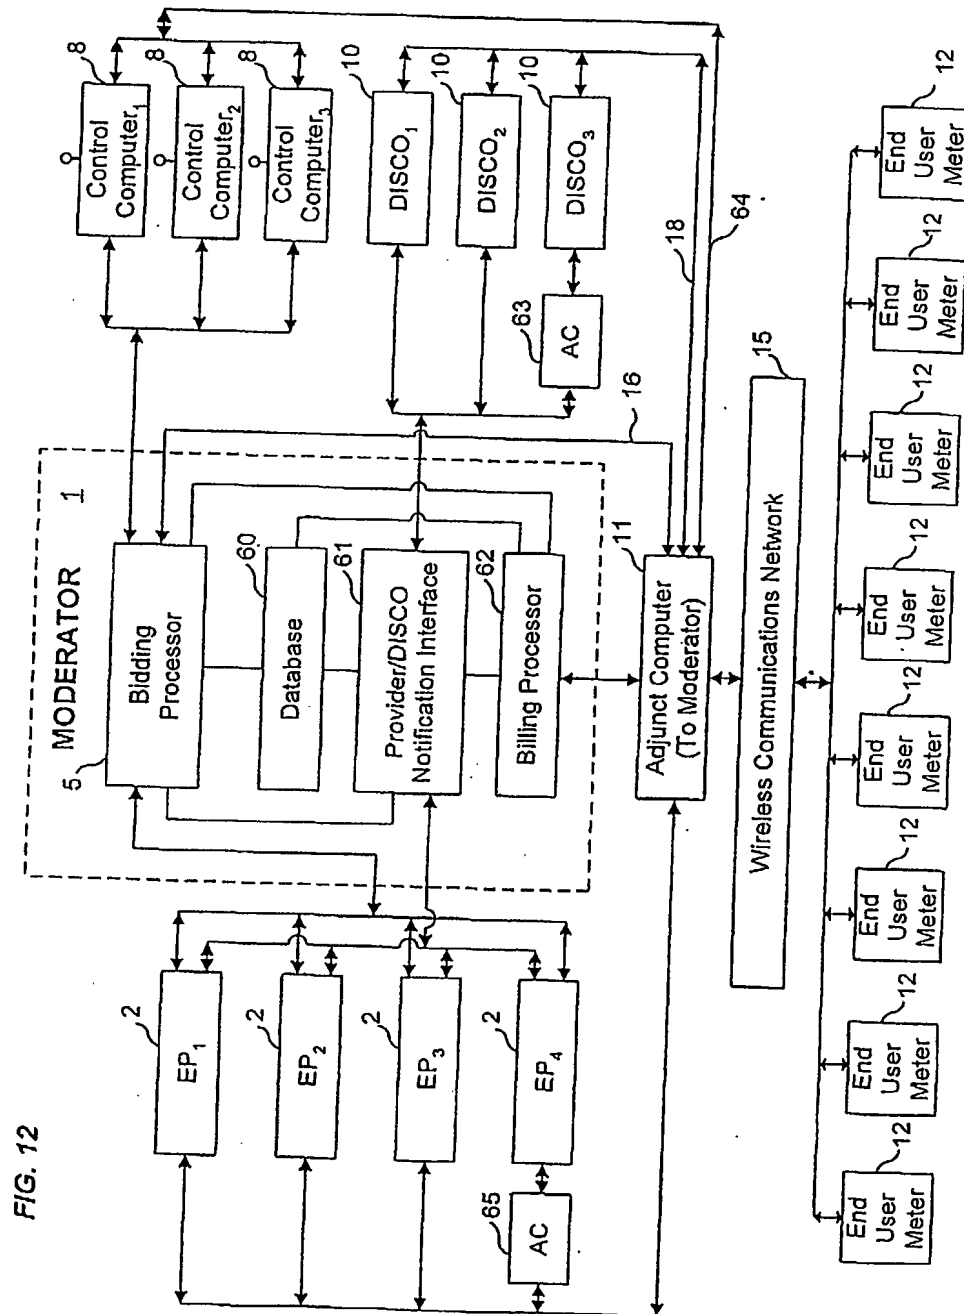 FIG. 12
MODERATOR
1
5
Bidding
Processor
60
Database
61
Provider/DISCO
Notification Interface
62
Billing Processor
2
EP1
2
EP2
2
EP3
2
EP4
65
AC
8
Control
Computer1
8
Control
Computer2
8
Control
Computer3
10
DISCO1
10
DISCO2
10
DISCO3
63
AC
16
18
64
11
Adjunct Computer
(To Moderator)
15
Wireless Communications Network
12
End
User
Meter
12
End
User
Meter
12
End
User
Meter
12
End
User
Meter
12
End
User
Meter
12
End
User
Meter
12
End
User
Meter
12
End
User
Meter